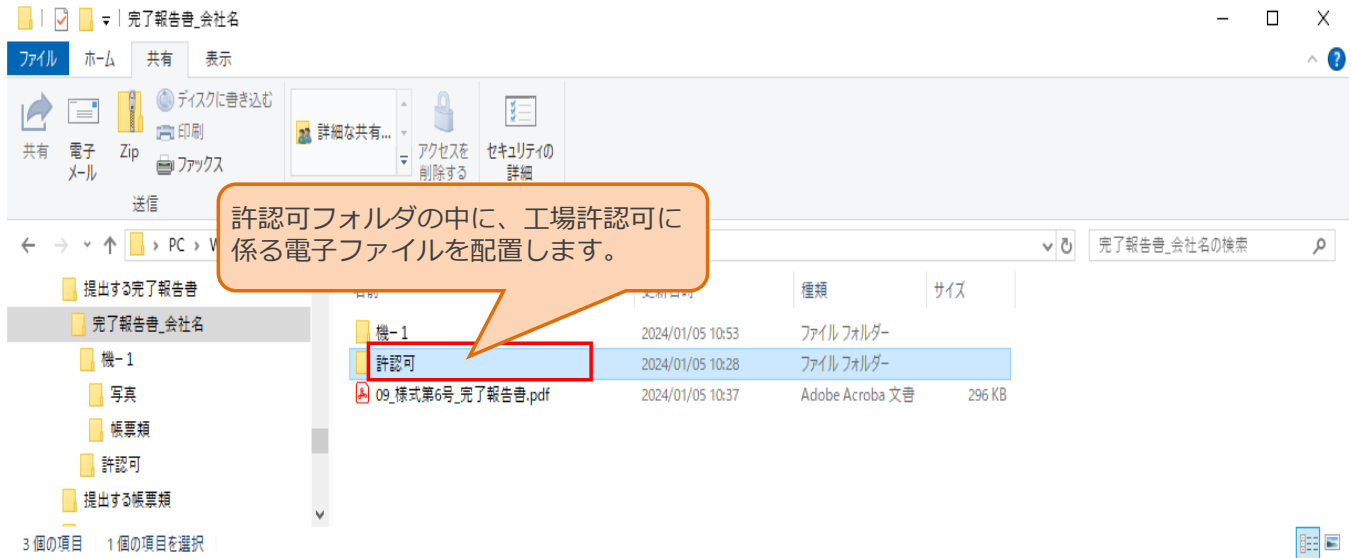 完了報告書_会社名
ファイル ホーム 共有 表示
共有
電子メール
Zip
ディスクに書き込む
印刷
ファックス
送信
詳細な共有...
アクセスを削除する
セキュリティの詳細
許認可フォルダの中に、工場許認可に
係る電子ファイルを配置します。
PC
完了報告書_会社名の検索
種類 サイズ
提出する完了報告書
完了報告書_会社名
機-1
写真
帳票類
許認可
提出する帳票類
機-1 2024/01/05 10:53 ファイル フォルダー
許認可 2024/01/05 10:28 ファイル フォルダー
09_様式第6号_完了報告書.pdf 2024/01/05 10:37 Adobe Acroba 文書 296 KB
3 個の項目 1 個の項目を選択